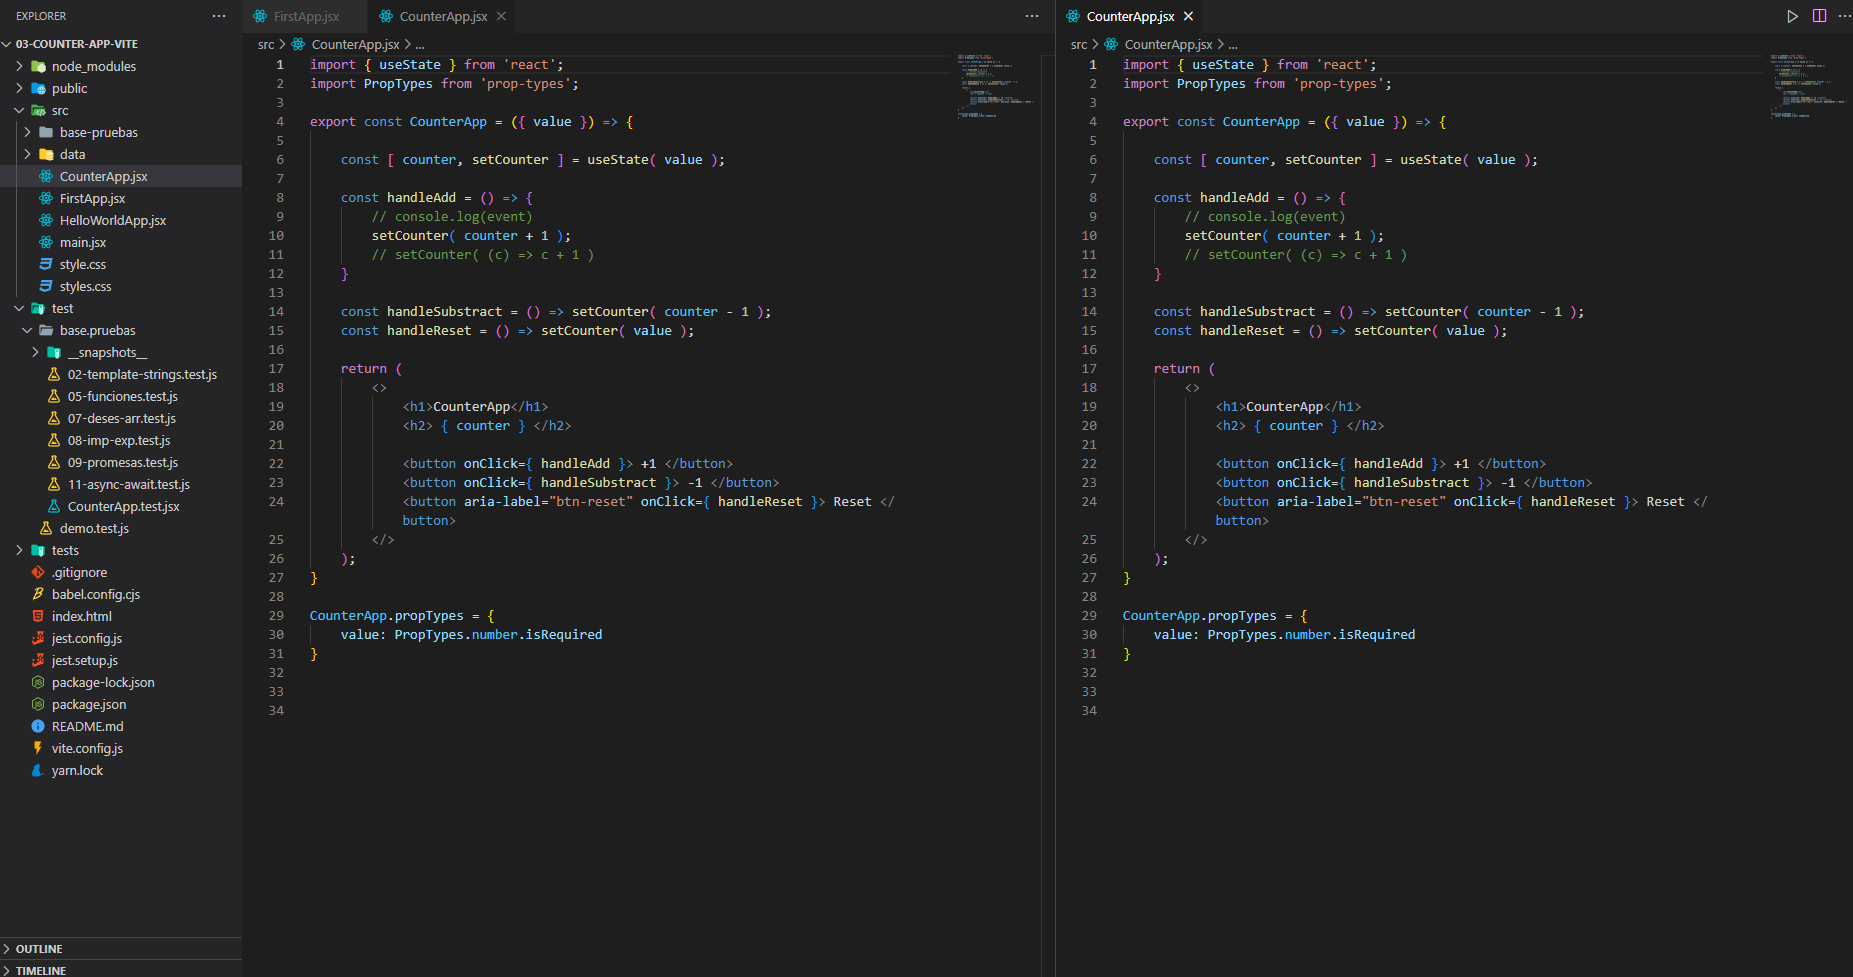 EXPLORER
03-COUNTER-APP-VITE
node_modules
public
src
base-pruebas
data
CounterApp.jsx
FirstApp.jsx
HelloWorldApp.jsx
main.jsx
style.css
styles.css
test
base.pruebas
__snapshots__
02-template-strings.test.js
05-funciones.test.js
07-deses-arr.test.js
08-imp-exp.test.js
09-promesas.test.js
11-async-await.test.js
CounterApp.test.jsx
demo.test.js
tests
.gitignore
babel.config.cjs
index.html
jest.config.js
jest.setup.js
package-lock.json
package.json
README.md
vite.config.js
yarn.lock
OUTLINE
TIMELINE
FirstApp.jsx
CounterApp.jsx
src > CounterApp.jsx > ...
1 import { useState } from 'react';
2 import PropTypes from 'prop-types';
3
4 export const CounterApp = ({ value }) => {
5
6 const [ counter, setCounter ] = useState( value );
7
8 const handleAdd = () => {
9 // console.log(event)
10 setCounter( counter + 1 );
11 // setCounter( (c) => c + 1 )
12 }
13
14 const handleSubstract = () => setCounter( counter - 1 );
15 const handleReset = () => setCounter( value );
16
17 return (
18 <>
19 <h1>CounterApp</h1>
20 <h2> { counter } </h2>
21
22 <button onClick={ handleAdd }> +1 </button>
23 <button onClick={ handleSubstract }> -1 </button>
24 <button aria-label="btn-reset" onClick={ handleReset }> Reset </
button>
25 </>
26 );
27 }
28
29 CounterApp.propTypes = {
30 value: PropTypes.number.isRequired
31 }
32
33
34
CounterApp.jsx
src > CounterApp.jsx > ...
1 import { useState } from 'react';
2 import PropTypes from 'prop-types';
3
4 export const CounterApp = ({ value }) => {
5
6 const [ counter, setCounter ] = useState( value );
7
8 const handleAdd = () => {
9 // console.log(event)
10 setCounter( counter + 1 );
11 // setCounter( (c) => c + 1 )
12 }
13
14 const handleSubstract = () => setCounter( counter - 1 );
15 const handleReset = () => setCounter( value );
16
17 return (
18 <>
19 <h1>CounterApp</h1>
20 <h2> { counter } </h2>
21
22 <button onClick={ handleAdd }> +1 </button>
23 <button onClick={ handleSubstract }> -1 </button>
24 <button aria-label="btn-reset" onClick={ handleReset }> Reset </
button>
25 </>
26 );
27 }
28
29 CounterApp.propTypes = {
30 value: PropTypes.number.isRequired
31 }
32
33
34